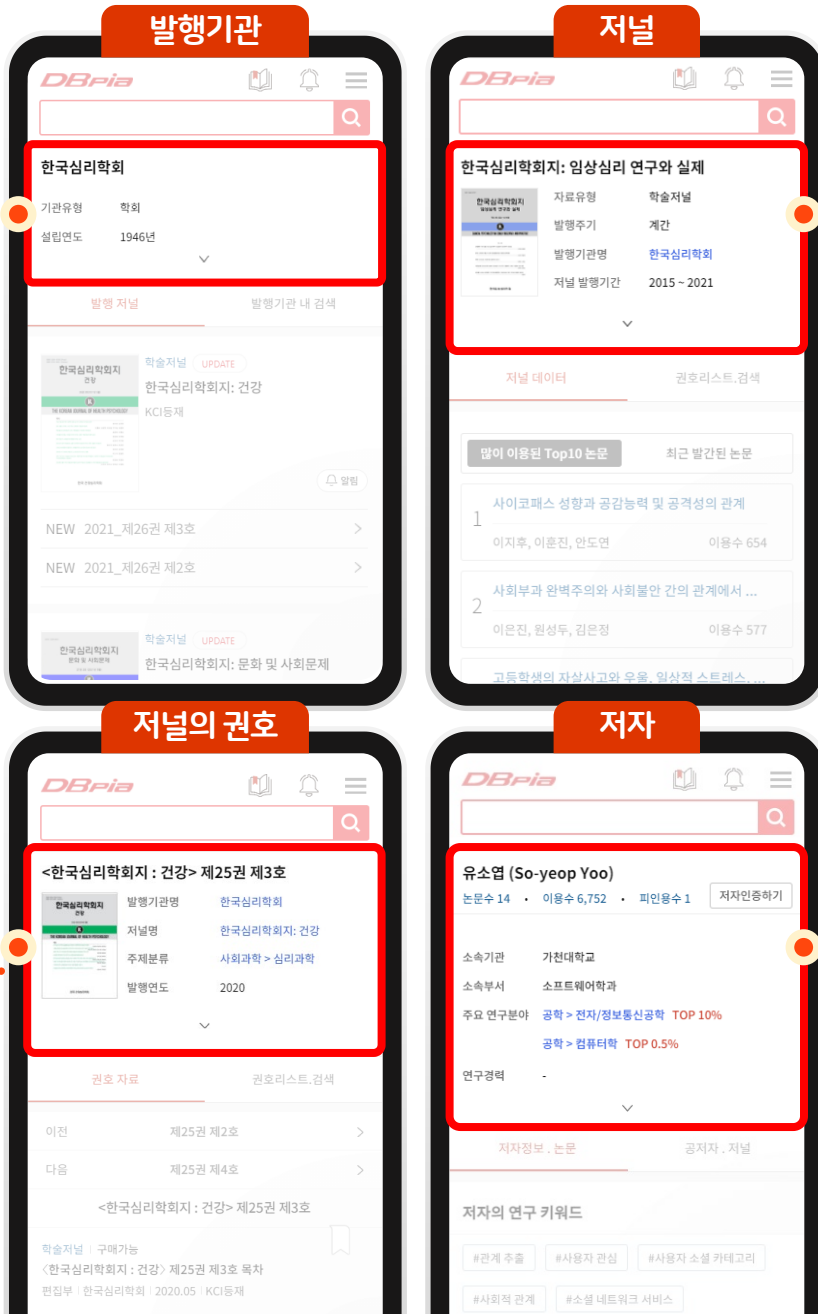 발행기관
DBpia
한국심리학회
기관유형 학회
설립연도 1946년
발행 저널 발행기관 내 검색
한국심리학회지
건강
THE KOREAN JOURNAL OF HEALTH PSYCHOLOGY
학술저널 UPDATE
한국심리학회지: 건강
KCI등재
알림
NEW 2021_제26권 제3호
NEW 2021_제26권 제2호
한국심리학회지
문화 및 사회문제
학술저널 UPDATE
한국심리학회지: 문화 및 사회문제
저널
DBpia
한국심리학회지: 임상심리 연구와 실제
한국심리학회지
임상심리 연구와 실제
자료유형 학술저널
발행주기 계간
발행기관명 한국심리학회
저널 발행기간 2015 ~ 2021
저널 데이터 권호리스트.검색
많이 이용된 Top10 논문 최근 발간된 논문
1 사이코패스 성향과 공감능력 및 공격성의 관계
이지후, 이훈진, 안도연 이용수 654
2 사회부과 완벽주의와 사회불안 간의 관계에서 ...
이은진, 원성두, 김은정 이용수 577
고등학생의 자살사고와 우울, 일상적 스트레스, ...
저널의 권호
DBpia
<한국심리학회지 : 건강> 제25권 제3호
한국심리학회지
건강
발행기관명 한국심리학회
저널명 한국심리학회지: 건강
주제분류 사회과학 > 심리과학
발행연도 2020
권호 자료 권호리스트.검색
이전 제25권 제2호
다음 제25권 제4호
<한국심리학회지 : 건강> 제25권 제3호
학술저널 | 구매가능
〈한국심리학회지 : 건강〉 제25권 제3호 목차
편집부 | 한국심리학회 | 2020.05 | KCI등재
저자
DBpia
유소엽 (So-yeop Yoo)
논문수 14 • 이용수 6,752 • 피인용수 1 저자인증하기
소속기관 가천대학교
소속부서 소프트웨어학과
주요 연구분야 공학 > 전자/정보통신공학 TOP 10%
공학 > 컴퓨터학 TOP 0.5%
연구경력 -
저자정보 . 논문 공저자 . 저널
저자의 연구 키워드
#관계 추출 #사용자 관심 #사용자 소셜 카테고리
#사회적 관계 #소셜 네트워크 서비스